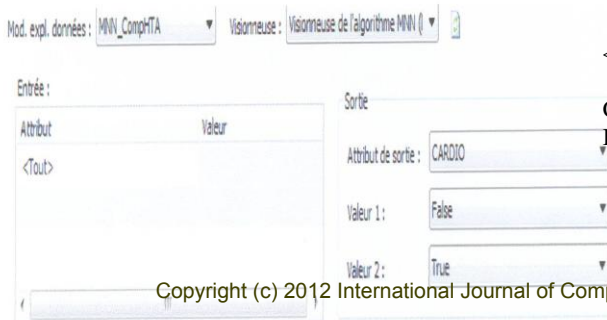 Mod. expl. données : MNN_CompHTA Visionneuse : Visionneuse de l'algorithme MNN (
Entrée :
Attribut Valeur
<Tout>
Sortie
Attribut de sortie : CARDIO
Valeur 1 : False
Valeur 2 : True
Copyright (c) 2012 International Journal of Comp